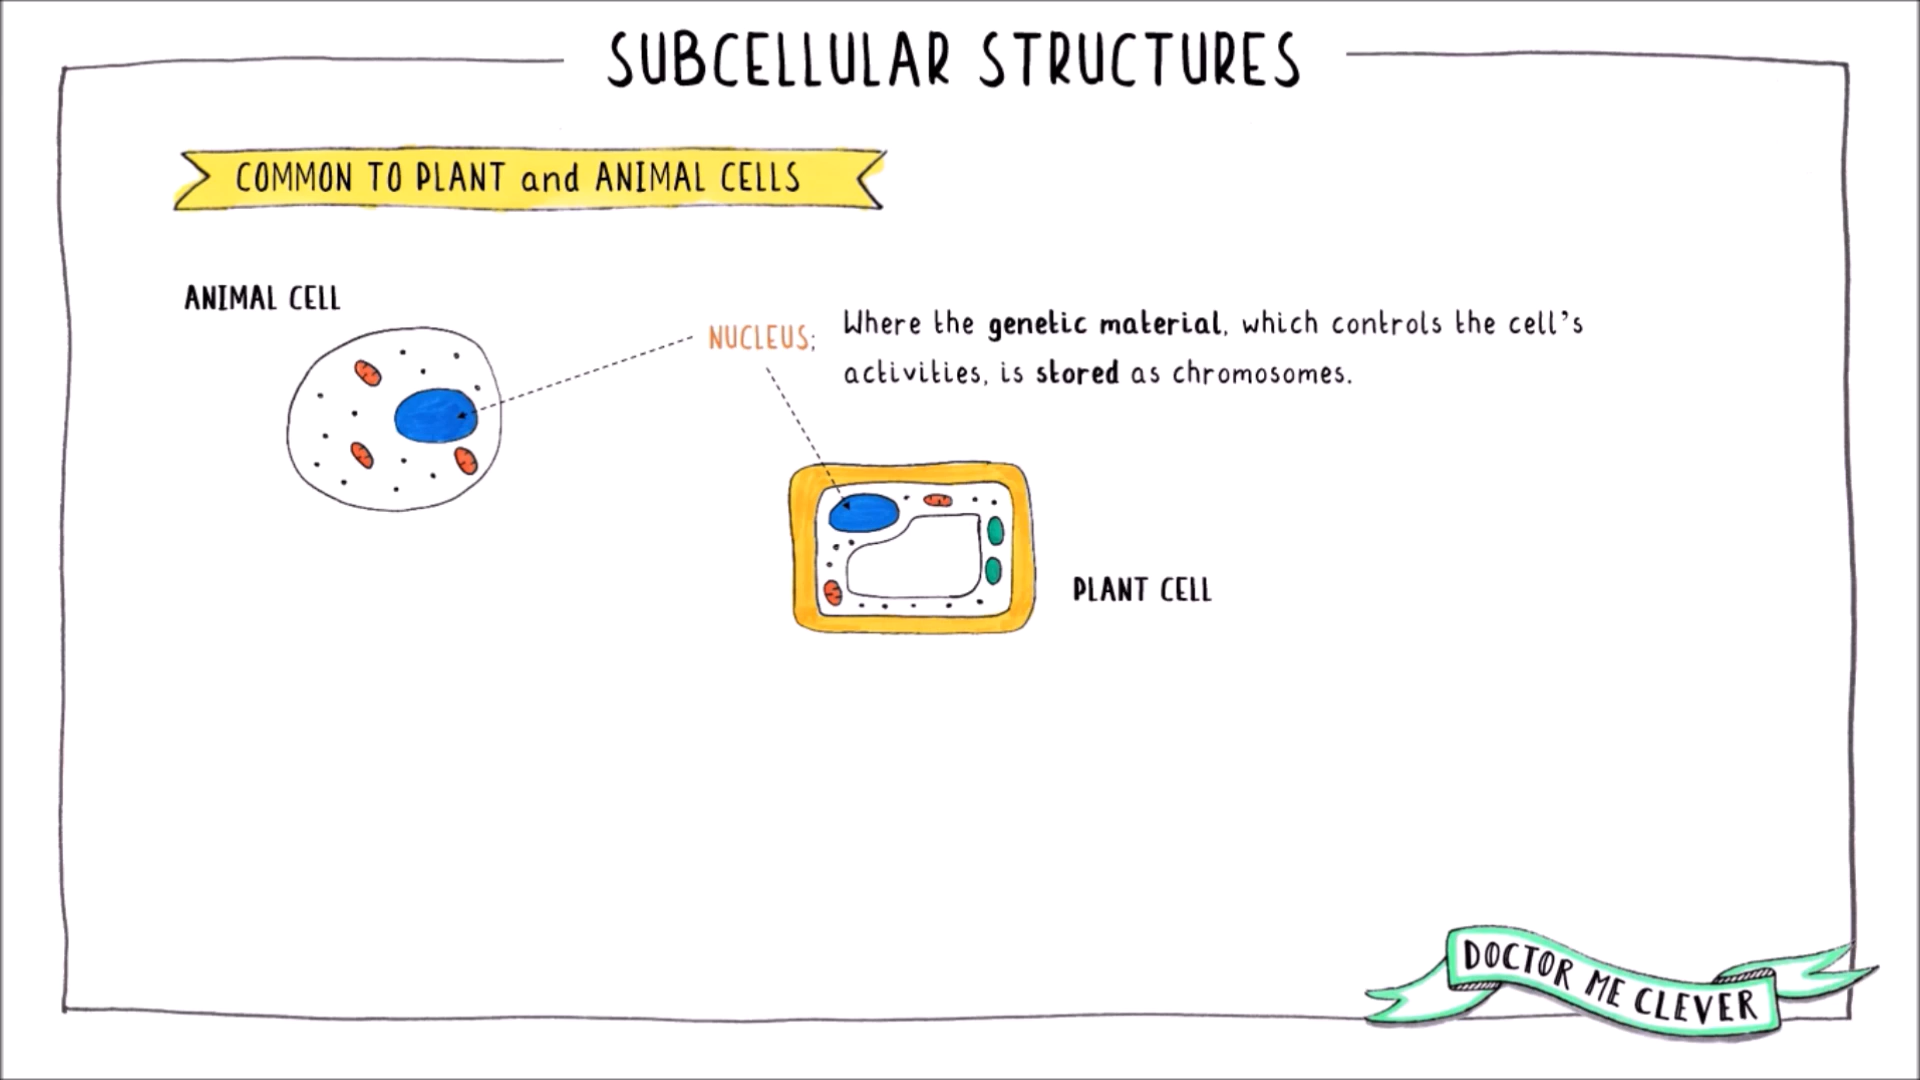 SUBCELLULAR STRUCTURES
COMMON TO PLANT and ANIMAL CELLS
ANIMAL CELL
NUCLEUS;
Where the genetic material, which controls the cell's
activities, is stored as chromosomes.
PLANT CELL
DOCTOR ME CLEVER